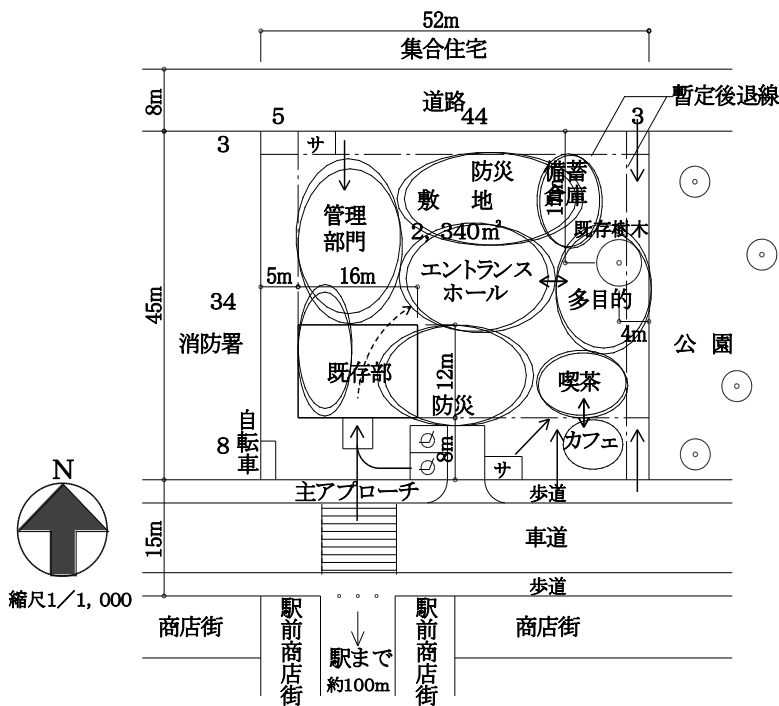 52m
集合住宅
8m
道路
暫定後退線
5
44
3
3
サ
防災
備蓄
倉庫
敷 地
管理
部門
2,340㎡
既存樹木
エントランス
ホール
5m
16m
多目的
45m
34
4m
消防署
公 園
12m
既存部
喫茶
防災
自転車
8
カフェ
8m
サ
N
主アプローチ
歩道
15m
車道
縮尺1/1,000
歩道
商店街
駅前商店街
駅前商店街
商店街
駅まで
約100m